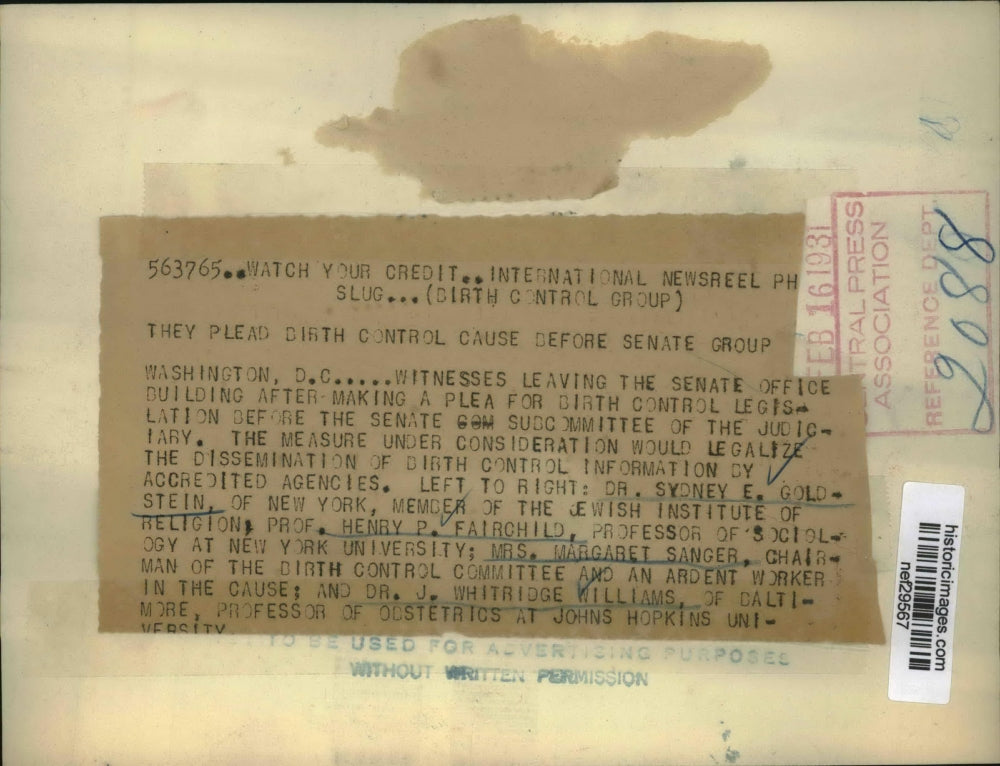 563765..WATCH YOUR CREDIT..INTERNATIONAL NEWSREEL PH
SLUG...(BIRTH CONTROL GROUP)
THEY PLEAD BIRTH CONTROL CAUSE BEFORE SENATE GROUP
WASHINGTON, D.C......WITNESSES LEAVING THE SENATE OFFICE
BUILDING AFTER MAKING A PLEA FOR BIRTH CONTROL LEGIS-
LATION BEFORE THE SENATE COM SUBCOMMITTEE OF THE JUDIC-
IARY. THE MEASURE UNDER CONSIDERATION WOULD LEGALIZE
THE DISSEMINATION OF BIRTH CONTROL INFORMATION BY
ACCREDITED AGENCIES. LEFT TO RIGHT: DR. SYDNEY E. GOLD-
STEIN, OF NEW YORK, MEMBER OF THE JEWISH INSTITUTE OF
RELIGION; PROF. HENRY P. FAIRCHILD, PROFESSOR OF SOCIOL-
OGY AT NEW YORK UNIVERSITY; MRS. MARGARET SANGER, CHAIR-
MAN OF THE BIRTH CONTROL COMMITTEE AND AN ARDENT WORKER
IN THE CAUSE; AND DR. J. WHITRIDGE WILLIAMS, OF BALTI-
MORE, PROFESSOR OF OBSTETRICS AT JOHNS HOPKINS UNI-
VERSITY.
TO BE USED FOR ADVERTISING PURPOSES
WITHOUT WRITTEN PERMISSION
FEB 16 1931
TRAL PRESS
ASSOCIATION
REFERENCE DEPT
historicimages.com
nef29567